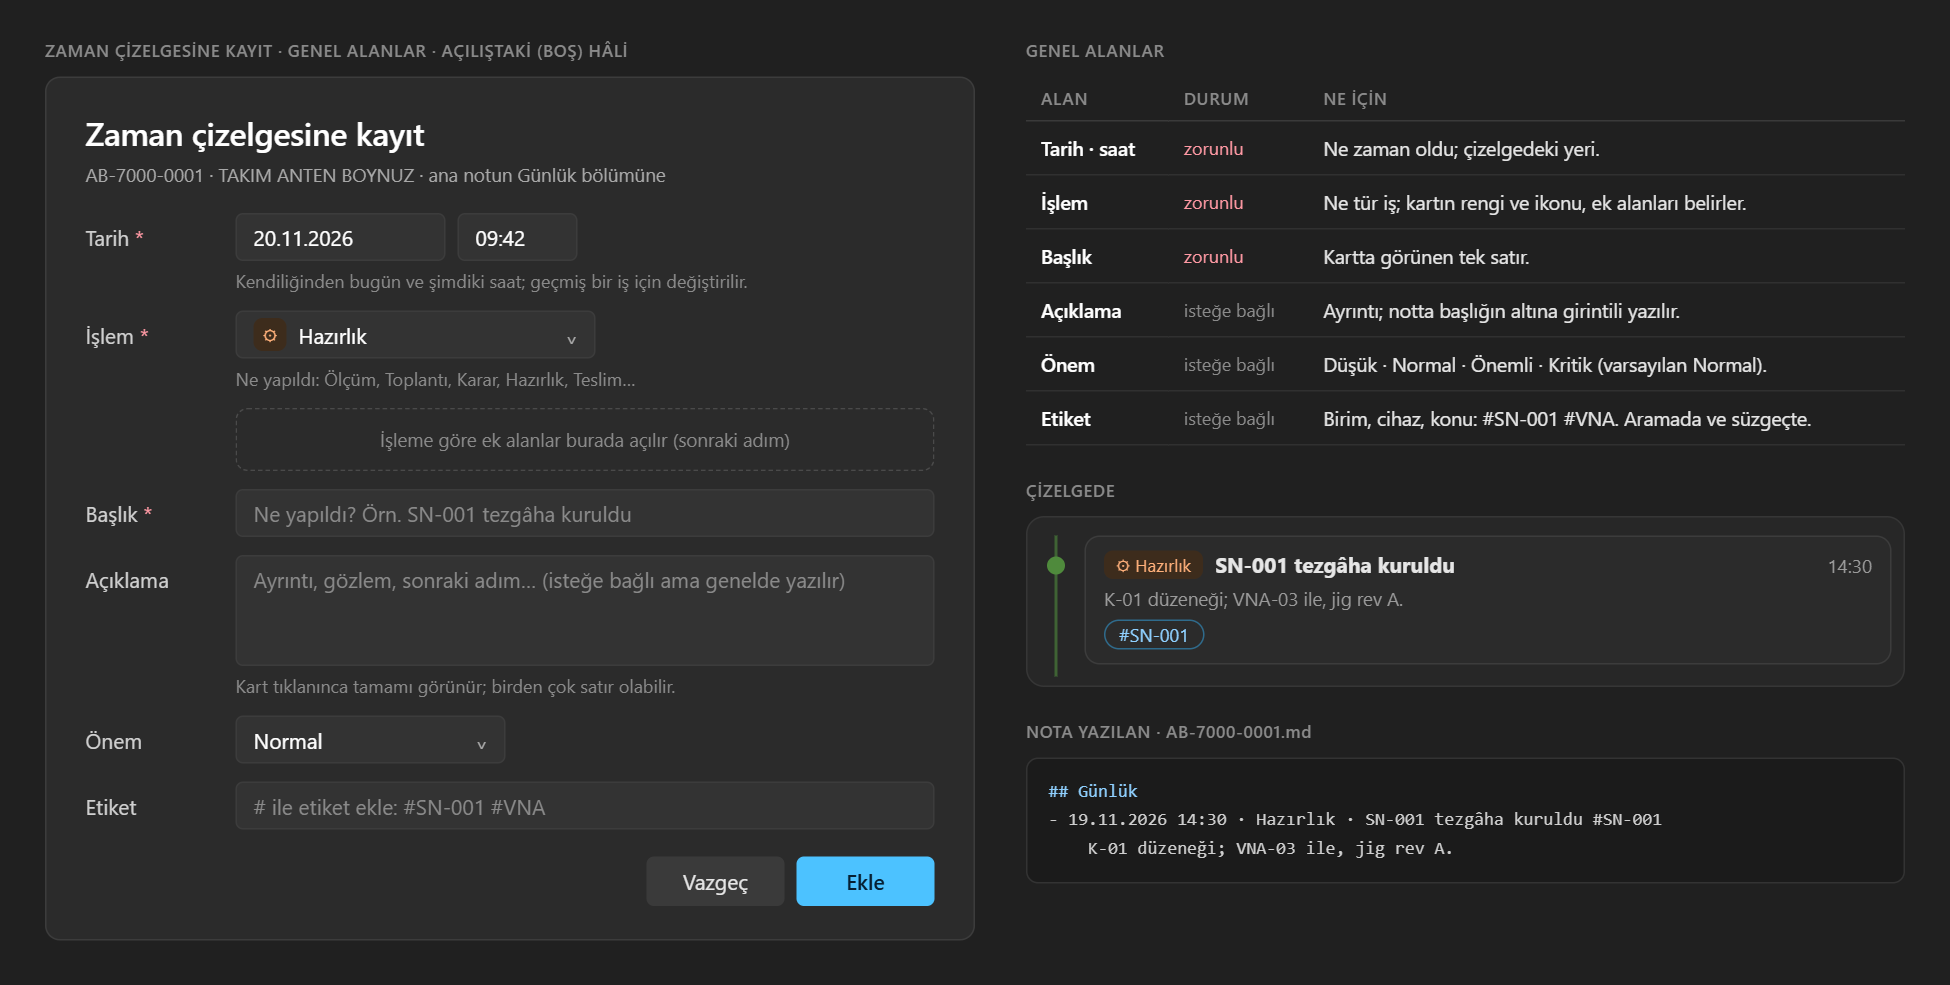 ZAMAN ÇİZELGESİNE KAYIT · GENEL ALANLAR · AÇILIŞTAKİ (BOŞ) HÂLİ
Zaman çizelgesine kayıt
AB-7000-0001 · TAKIM ANTEN BOYNUZ · ana notun Günlük bölümüne
Tarih *
20.11.2026
09:42
Kendiliğinden bugün ve şimdiki saat; geçmiş bir iş için değiştirilir.
İşlem *
Hazırlık
Ne yapıldı: Ölçüm, Toplantı, Karar, Hazırlık, Teslim…
İşleme göre ek alanlar burada açılır (sonraki adım)
Başlık *
Ne yapıldı? Örn. SN-001 tezgâha kuruldu
Açıklama
Ayrıntı, gözlem, sonraki adım… (isteğe bağlı ama genelde yazılır)
Kart tıklanınca tamamı görünür; birden çok satır olabilir.
Önem
Normal
Etiket
# ile etiket ekle: #SN-001 #VNA
Vazgeç
Ekle
GENEL ALANLAR
ALAN DURUM NE İÇİN
Tarih · saat zorunlu Ne zaman oldu; çizelgedeki yeri.
İşlem zorunlu Ne tür iş; kartın rengi ve ikonu, ek alanları belirler.
Başlık zorunlu Kartta görünen tek satır.
Açıklama isteğe bağlı Ayrıntı; notta başlığın altına girintili yazılır.
Önem isteğe bağlı Düşük · Normal · Önemli · Kritik (varsayılan Normal).
Etiket isteğe bağlı Birim, cihaz, konu: #SN-001 #VNA. Aramada ve süzgeçte.
ÇİZELGEDE
Hazırlık SN-001 tezgâha kuruldu 14:30
K-01 düzeneği; VNA-03 ile, jig rev A.
#SN-001
NOTA YAZILAN · AB-7000-0001.md
## Günlük
- 19.11.2026 14:30 · Hazırlık · SN-001 tezgâha kuruldu #SN-001
K-01 düzeneği; VNA-03 ile, jig rev A.